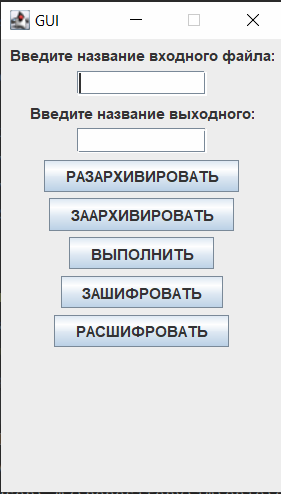 GUI
Введите название входного файла:
Введите название выходного:
РАЗАРХИВИРОВАТЬ
ЗААРХИВИРОВАТЬ
ВЫПОЛНИТЬ
ЗАШИФРОВАТЬ
РАСШИФРОВАТЬ